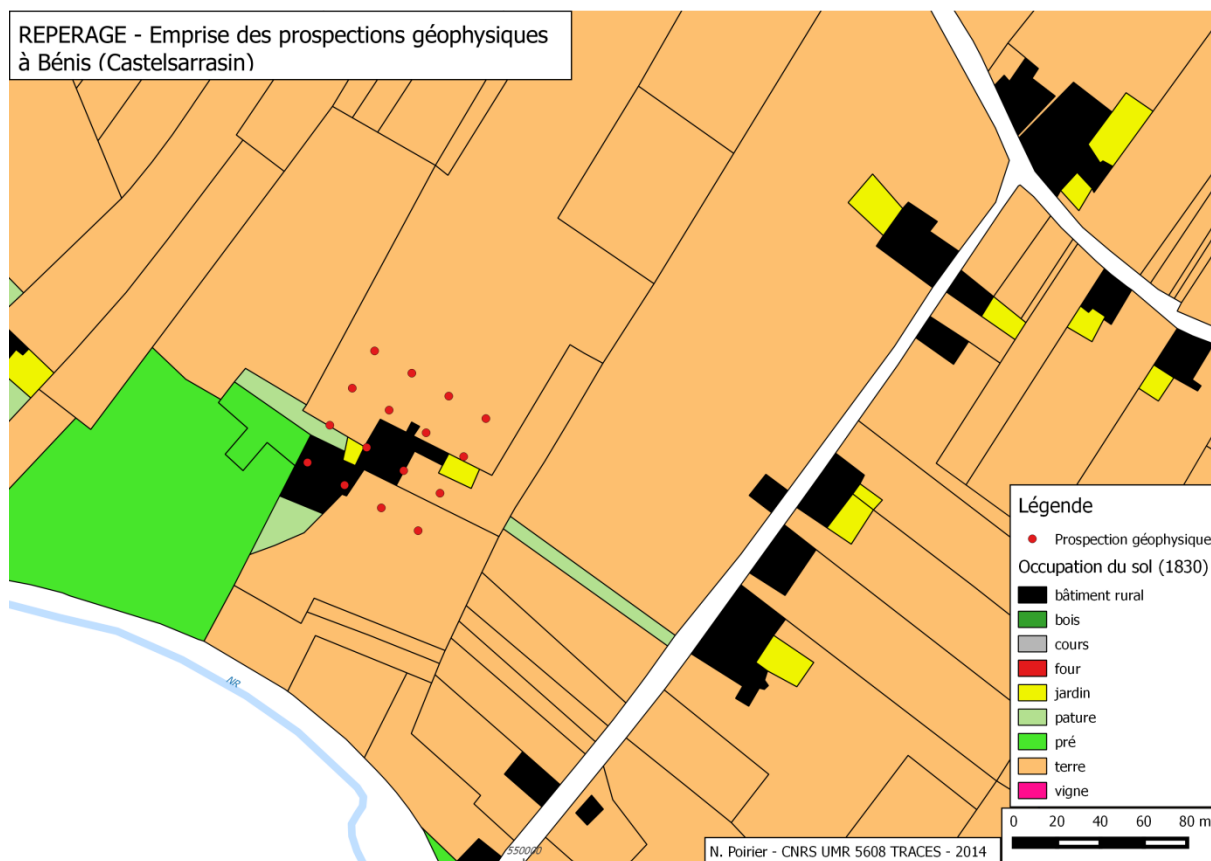 REPERAGE - Emprise des prospections géophysiques
à Bénis (Castelsarrasin)
NR
Légende
Prospection géophysique
Occupation du sol (1830)
bâtiment rural
bois
cours
four
jardin
pature
pré
terre
vigne
0 20 40 60 80 m
550000
N. Poirier - CNRS UMR 5608 TRACES - 2014